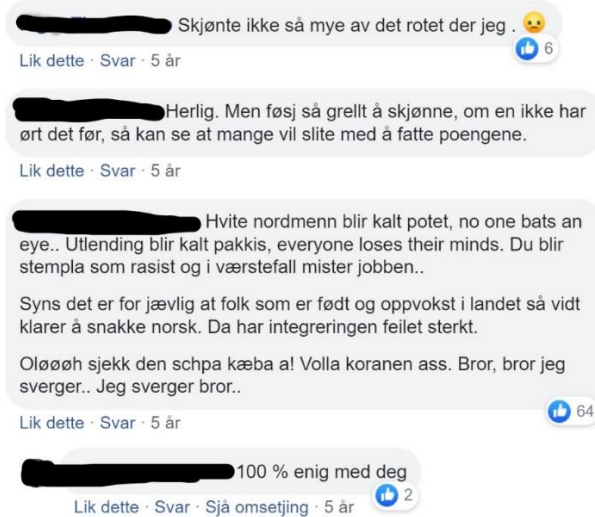 Skjønte ikke så mye av det rotet der jeg . 😟
6
Lik dette · Svar · 5 år
Herlig. Men føsj så grellt å skjønne, om en ikke har
ørt det før, så kan se at mange vil slite med å fatte poengene.
Lik dette · Svar · 5 år
Hvite nordmenn blir kalt potet, no one bats an
eye.. Utlending blir kalt pakkis, everyone loses their minds. Du blir
stempla som rasist og i værstefall mister jobben..
Syns det er for jævlig at folk som er født og oppvokst i landet så vidt
klarer å snakke norsk. Da har integreringen feilet sterkt.
Oløøøh sjekk den schpa kæba a! Volla koranen ass. Bror, bror jeg
sverger.. Jeg sverger bror..
64
Lik dette · Svar · 5 år
100 % enig med deg
2
Lik dette · Svar · Sjå omsetjing · 5 år